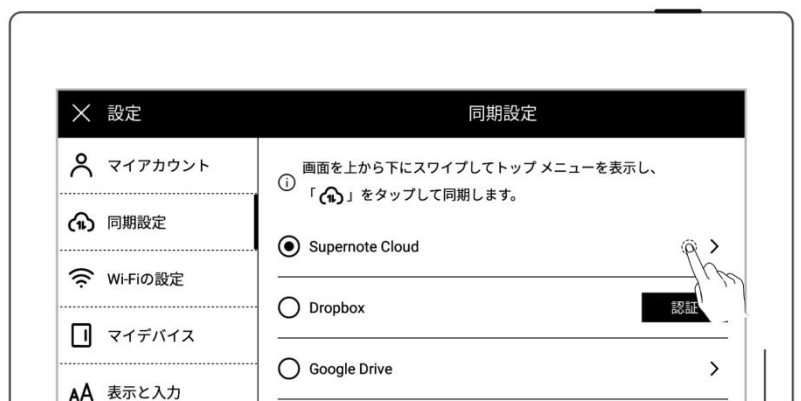 設定
同期設定
マイアカウント
同期設定
Wi-Fiの設定
マイデバイス
表示と入力
画面を上から下にスワイプしてトップ メニューを表示し、
「」をタップして同期します。
Supernote Cloud
Dropbox
認証
Google Drive